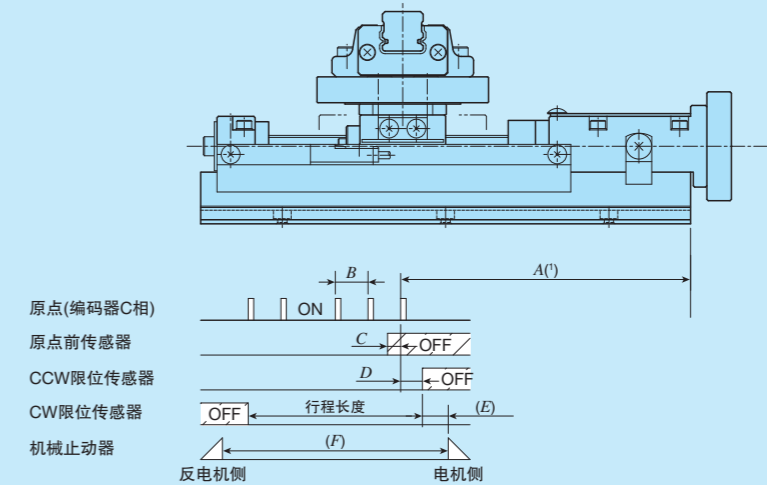 B
A(¹)
原点(编码器C相)
ON
原点前传感器
C
OFF
CCW限位传感器
D
OFF
CW限位传感器
OFF
行程长度
(E)
机械止动器
(F)
反电机侧
电机侧